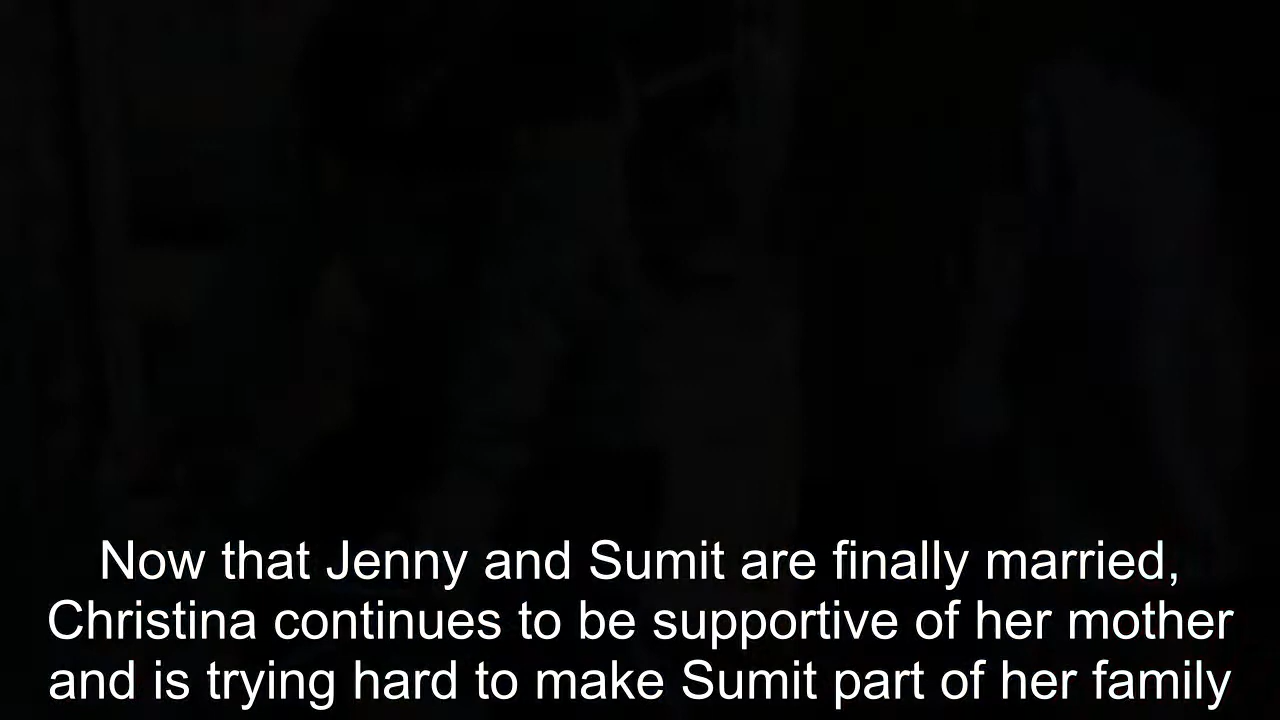 Now that Jenny and Sumit are finally married,
Christina continues to be supportive of her mother
and is trying hard to make Sumit part of her family